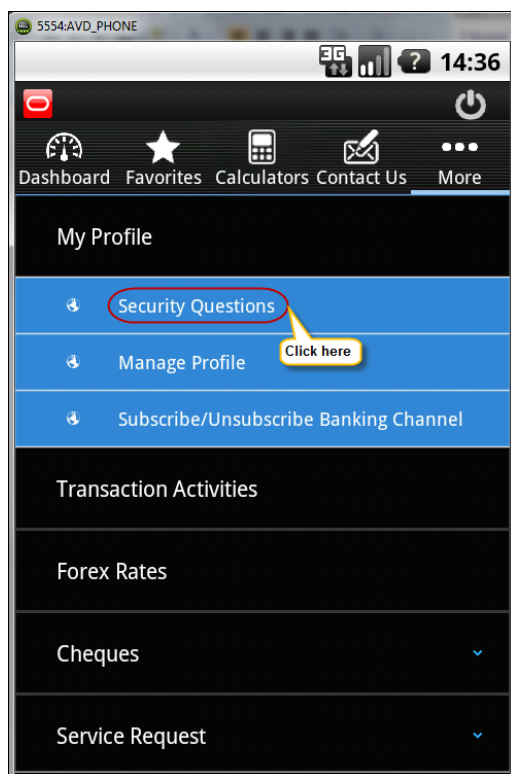 5554:AVD_PHONE
3G ? 14:36
Dashboard Favorites Calculators Contact Us More
My Profile
Security Questions
Click here
Manage Profile
Subscribe/Unsubscribe Banking Channel
Transaction Activities
Forex Rates
Cheques
Service Request